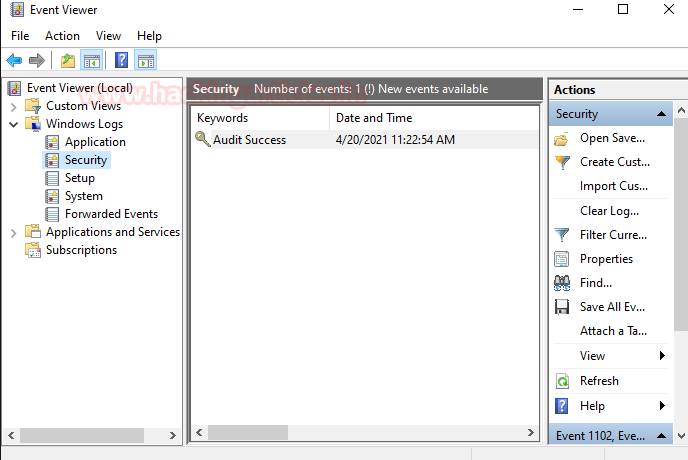 Event Viewer
File Action View Help
Event Viewer (Local)
Custom Views
Windows Logs
Application
Security
Setup
System
Forwarded Events
Applications and Services
Subscriptions
Security Number of events: 1 (!) New events available
Keywords Date and Time
Audit Success 4/20/2021 11:22:54 AM
Actions
Security
Open Save...
Create Cust...
Import Cus...
Clear Log...
Filter Curre...
Properties
Find...
Save All Ev...
Attach a Ta...
View
Refresh
Help
Event 1102, Eve...